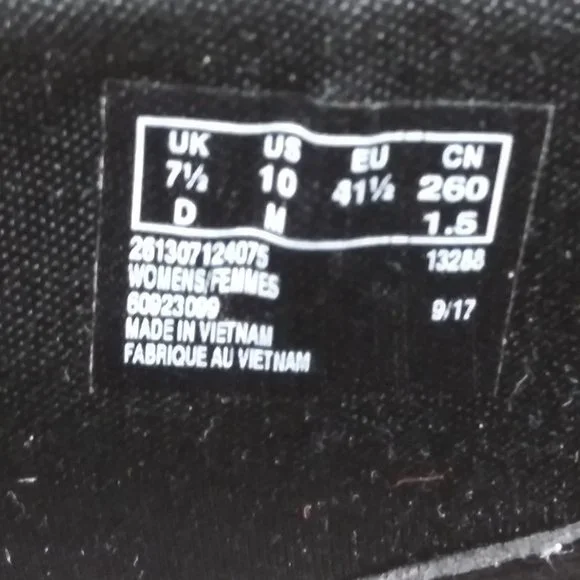 UK US EU CN
7½ 10 41½ 260
D M 1.5
261307124075 13288
WOMENS/FEMMES
60923099 9/17
MADE IN VIETNAM
FABRIQUE AU VIETNAM